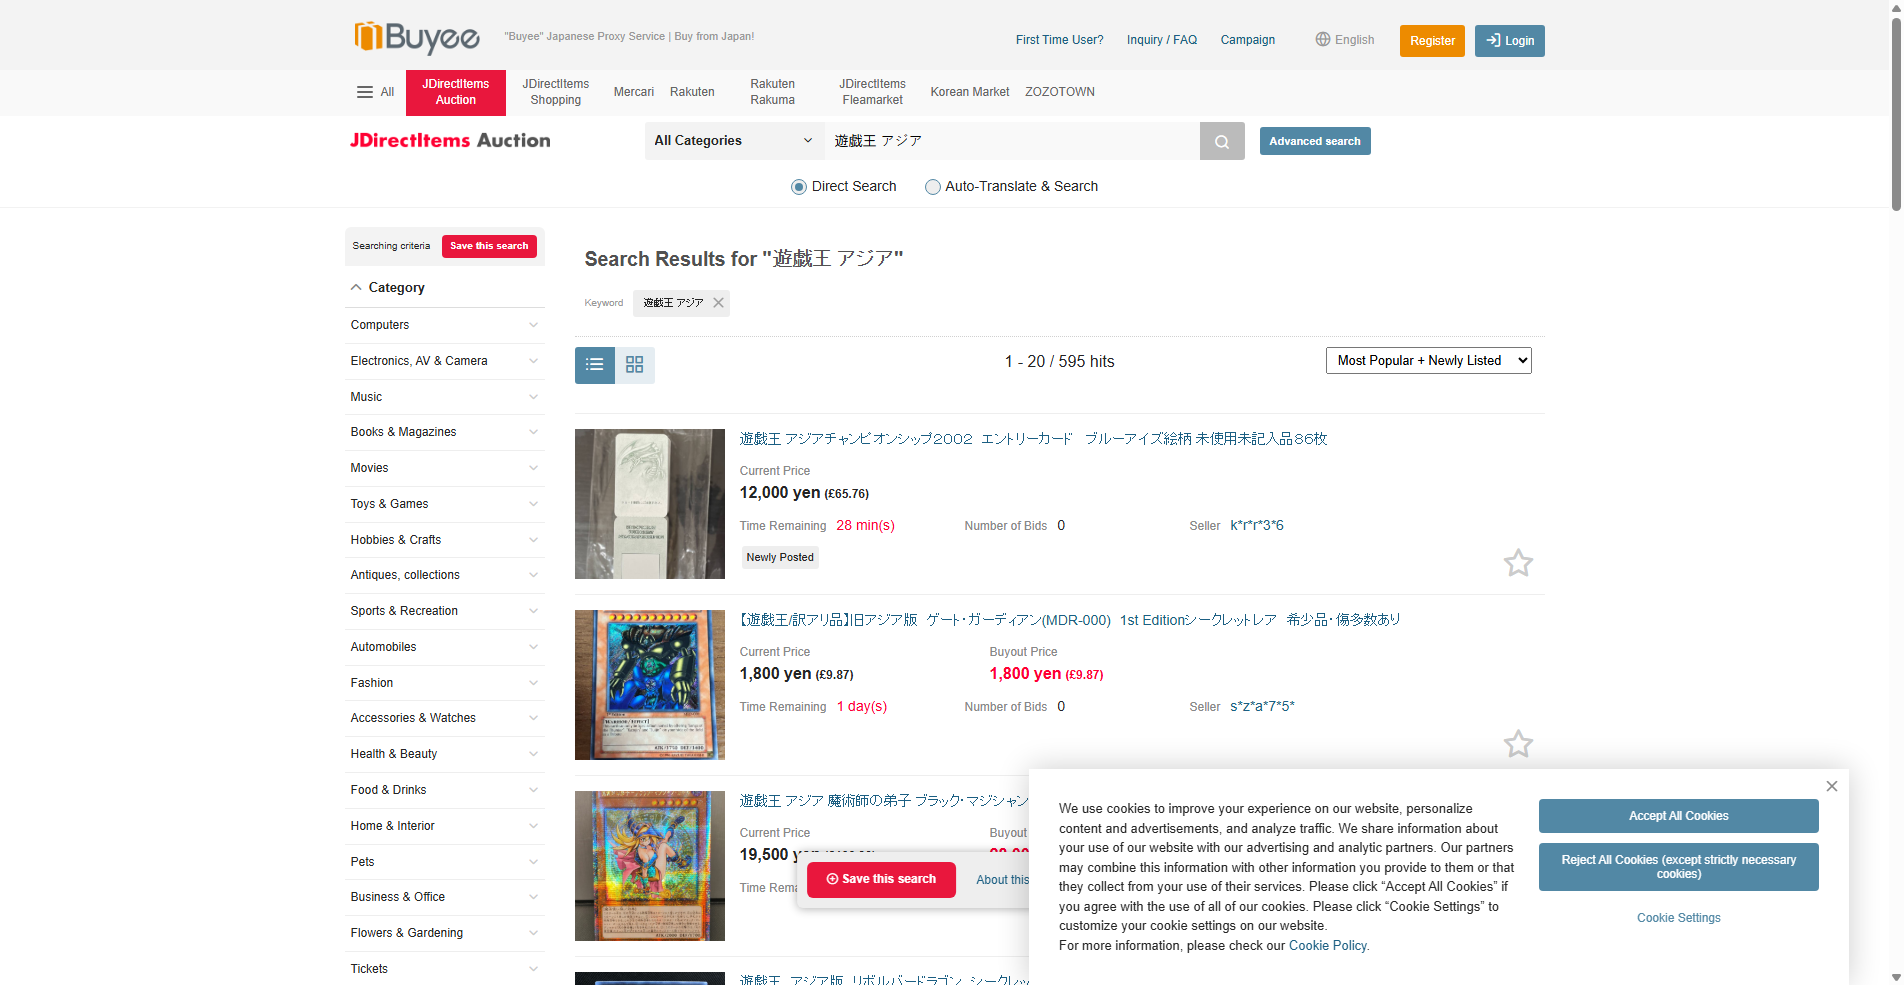 Buyee
"Buyee" Japanese Proxy Service | Buy from Japan!
First Time User?
Inquiry / FAQ
Campaign
English
Register
Login
All
JDirectItems
Auction
JDirectItems
Shopping
Mercari
Rakuten
Rakuten
Rakuma
JDirectItems
Fleamarket
Korean Market
ZOZOTOWN
JDirectItems Auction
All Categories
遊戯王 アジア
Advanced search
Direct Search
Auto-Translate & Search
Searching criteria
Save this search
Category
Computers
Electronics, AV & Camera
Music
Books & Magazines
Movies
Toys & Games
Hobbies & Crafts
Antiques, collections
Sports & Recreation
Automobiles
Fashion
Accessories & Watches
Health & Beauty
Food & Drinks
Home & Interior
Pets
Business & Office
Flowers & Gardening
Tickets
Search Results for "遊戯王 アジア"
Keyword
遊戯王 アジア
1 - 20 / 595 hits
Most Popular + Newly Listed
遊戯王 アジアチャンピオンシップ2002 エントリーカード ブルーアイズ絵柄 未使用未記入品86枚
Current Price
12,000 yen (£65.76)
Time Remaining 28 min(s)
Number of Bids 0
Seller k*r*r*3*6
Newly Posted
【遊戯王/訳アリ品】旧アジア版 ゲート・ガーディアン(MDR-000) 1st Editionシークレットレア 希少品・傷多数あり
Current Price
1,800 yen (£9.87)
Buyout Price
1,800 yen (£9.87)
Time Remaining 1 day(s)
Number of Bids 0
Seller s*z*a*7*5*
遊戯王 アジア 魔術師の弟子 ブラック・マジシャン
Current Price
19,500
Buyout
Time
遊戯王 アジア版 リボルバードラゴン シークレッ
Save this search
About this
We use cookies to improve your experience on our website, personalize
content and advertisements, and analyze traffic. We share information about
your use of our website with our advertising and analytic partners. Our partners
may combine this information with other information you provide to them or that
they collect from your use of their services. Please click “Accept All Cookies” if
you agree with the use of all of our cookies. Please click “Cookie Settings” to
customize your cookie settings on our website.
For more information, please check our Cookie Policy.
Accept All Cookies
Reject All Cookies (except strictly necessary
cookies)
Cookie Settings